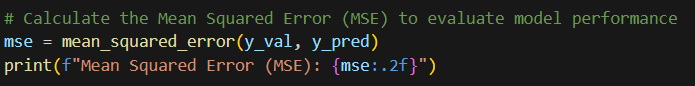 # Calculate the Mean Squared Error (MSE) to evaluate model performance
mse = mean_squared_error(y_val, y_pred)
print(f"Mean Squared Error (MSE): {mse:.2f}")